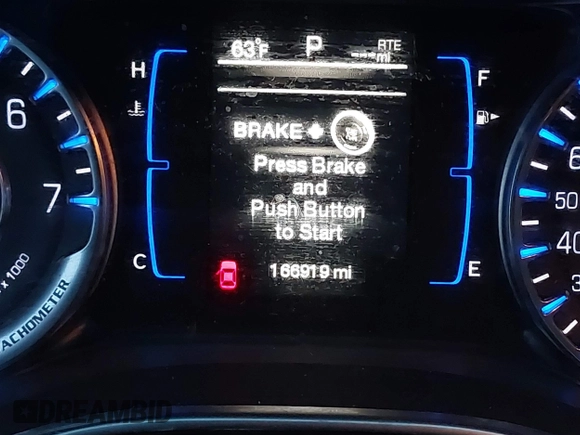 63°F P ---mi RTE
H F
BRAKE +
6
Press Brake
and
7 Push Button 50
to Start
40
C 166919 mi E
x 1000
TACHOMETER
DREAMBID